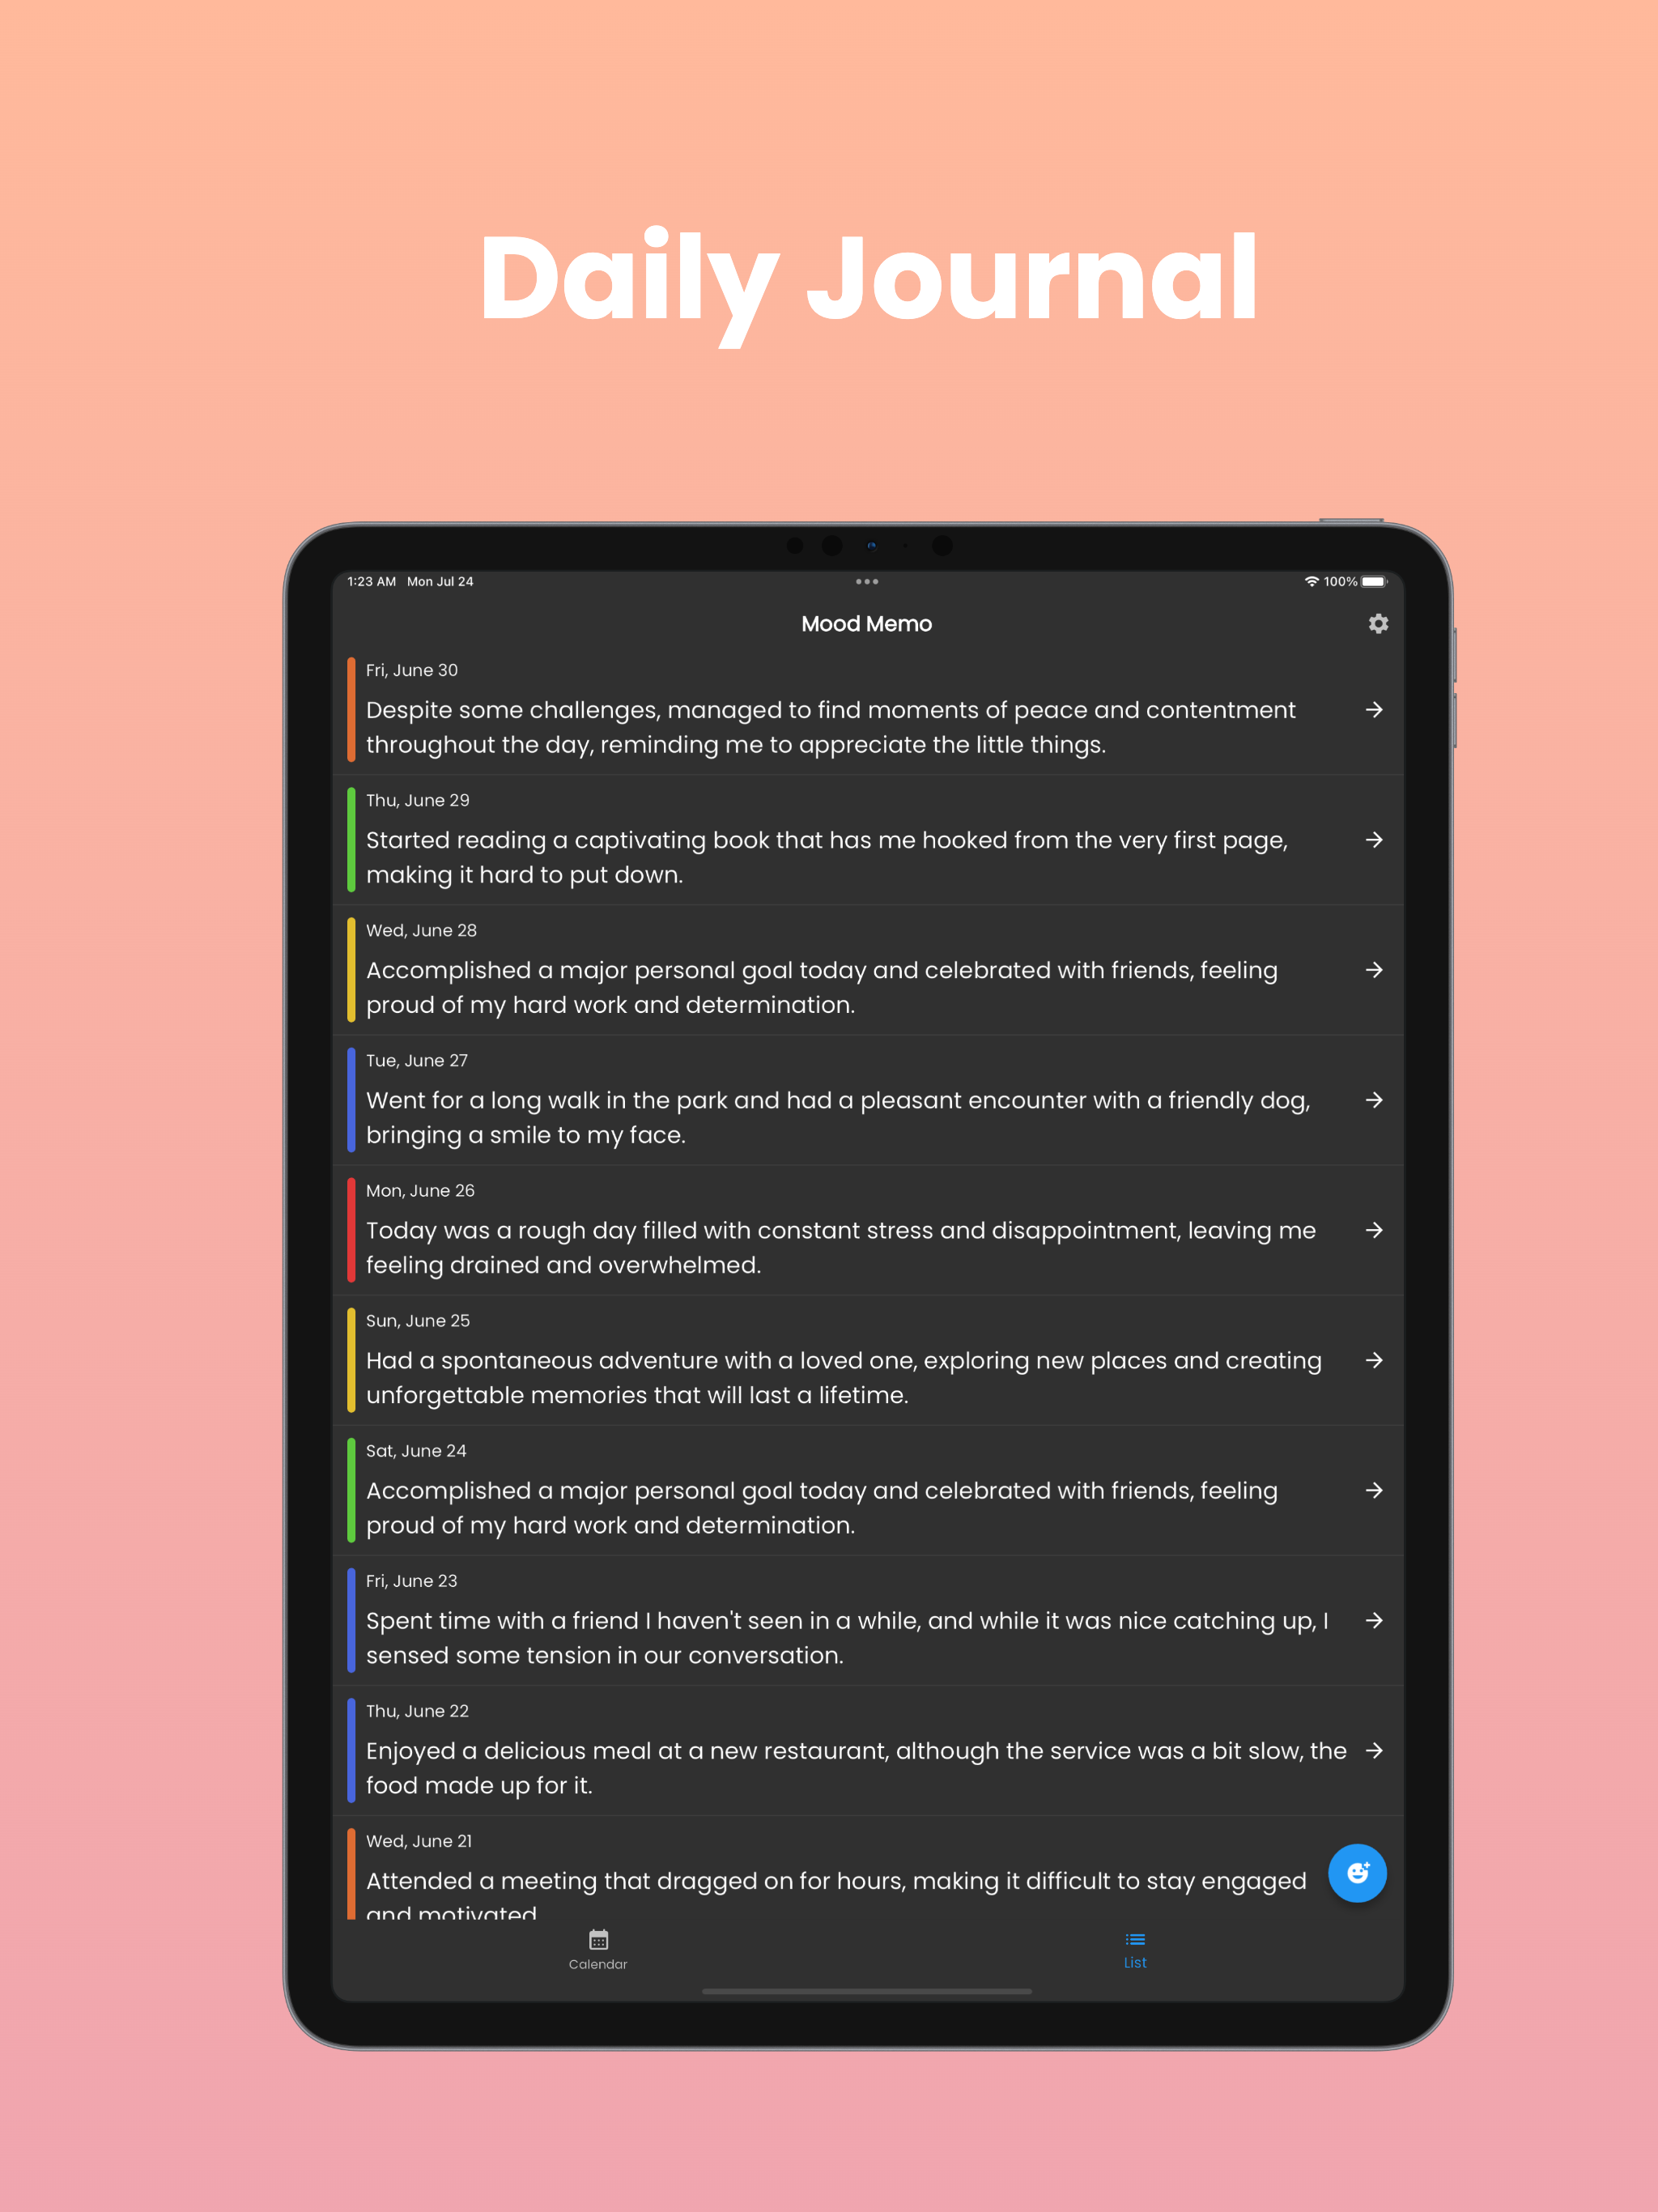 Daily Journal
1:23 AM Mon Jul 24
100%
Mood Memo
Fri, June 30
Despite some challenges, managed to find moments of peace and contentment
throughout the day, reminding me to appreciate the little things.
Thu, June 29
Started reading a captivating book that has me hooked from the very first page,
making it hard to put down.
Wed, June 28
Accomplished a major personal goal today and celebrated with friends, feeling
proud of my hard work and determination.
Tue, June 27
Went for a long walk in the park and had a pleasant encounter with a friendly dog,
bringing a smile to my face.
Mon, June 26
Today was a rough day filled with constant stress and disappointment, leaving me
feeling drained and overwhelmed.
Sun, June 25
Had a spontaneous adventure with a loved one, exploring new places and creating
unforgettable memories that will last a lifetime.
Sat, June 24
Accomplished a major personal goal today and celebrated with friends, feeling
proud of my hard work and determination.
Fri, June 23
Spent time with a friend I haven't seen in a while, and while it was nice catching up, I
sensed some tension in our conversation.
Thu, June 22
Enjoyed a delicious meal at a new restaurant, although the service was a bit slow, the
food made up for it.
Wed, June 21
Attended a meeting that dragged on for hours, making it difficult to stay engaged
and motivated
Calendar
List